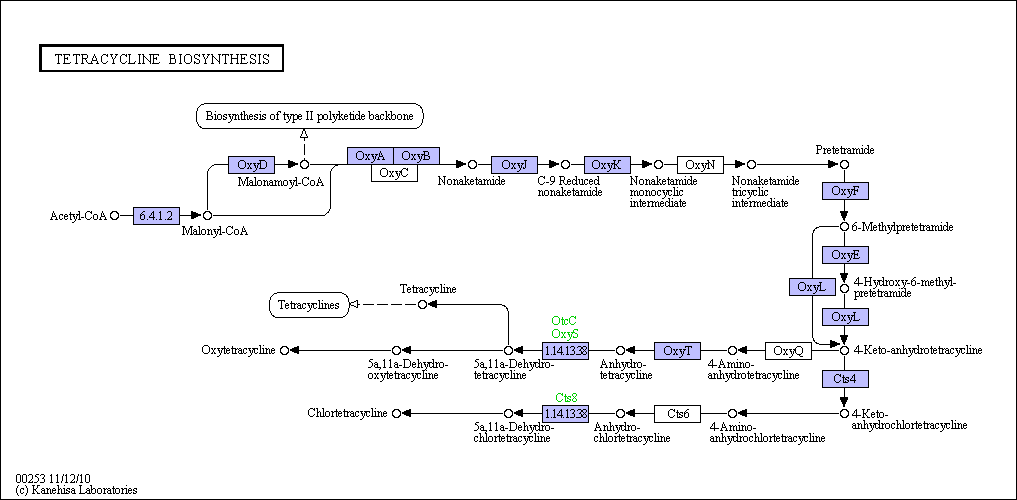 TETRACYCLINE BIOSYNTHESIS
Biosynthesis of type II polyketide backbone
OxyD
OxyA
OxyB
OxyC
OxyJ
OxyK
OxyN
Pretetramide
Malonamoyl-CoA
Nonaketamide
C-9 Reduced
nonaketamide
Nonaketamide
monocyclic
intermediate
Nonaketamide
tricyclic
intermediate
OxyF
Acetyl-CoA
6.4.1.2
Malonyl-CoA
6-Methylpretetramide
OxyE
OxyL
4-Hydroxy-6-methyl-
pretetramide
OxyL
Tetracycline
Tetracyclines
OtcC
OxyS
Oxytetracycline
1.14.13.38
OxyT
OxyQ
4-Keto-anhydrotetracycline
5a,11a-Dehydro-
oxytetracycline
5a,11a-Dehydro-
tetracycline
Anhydro-
tetracycline
4-Amino-
anhydrotetracycline
Cts4
Cts8
Chlortetracycline
1.14.13.38
Cts6
4-Keto-
anhydrochlortetracycline
5a,11a-Dehydro-
chlortetracycline
Anhydro-
chlortetracycline
4-Amino-
anhydrochlortetracycline
00253 11/12/10
(c) Kanehisa Laboratories